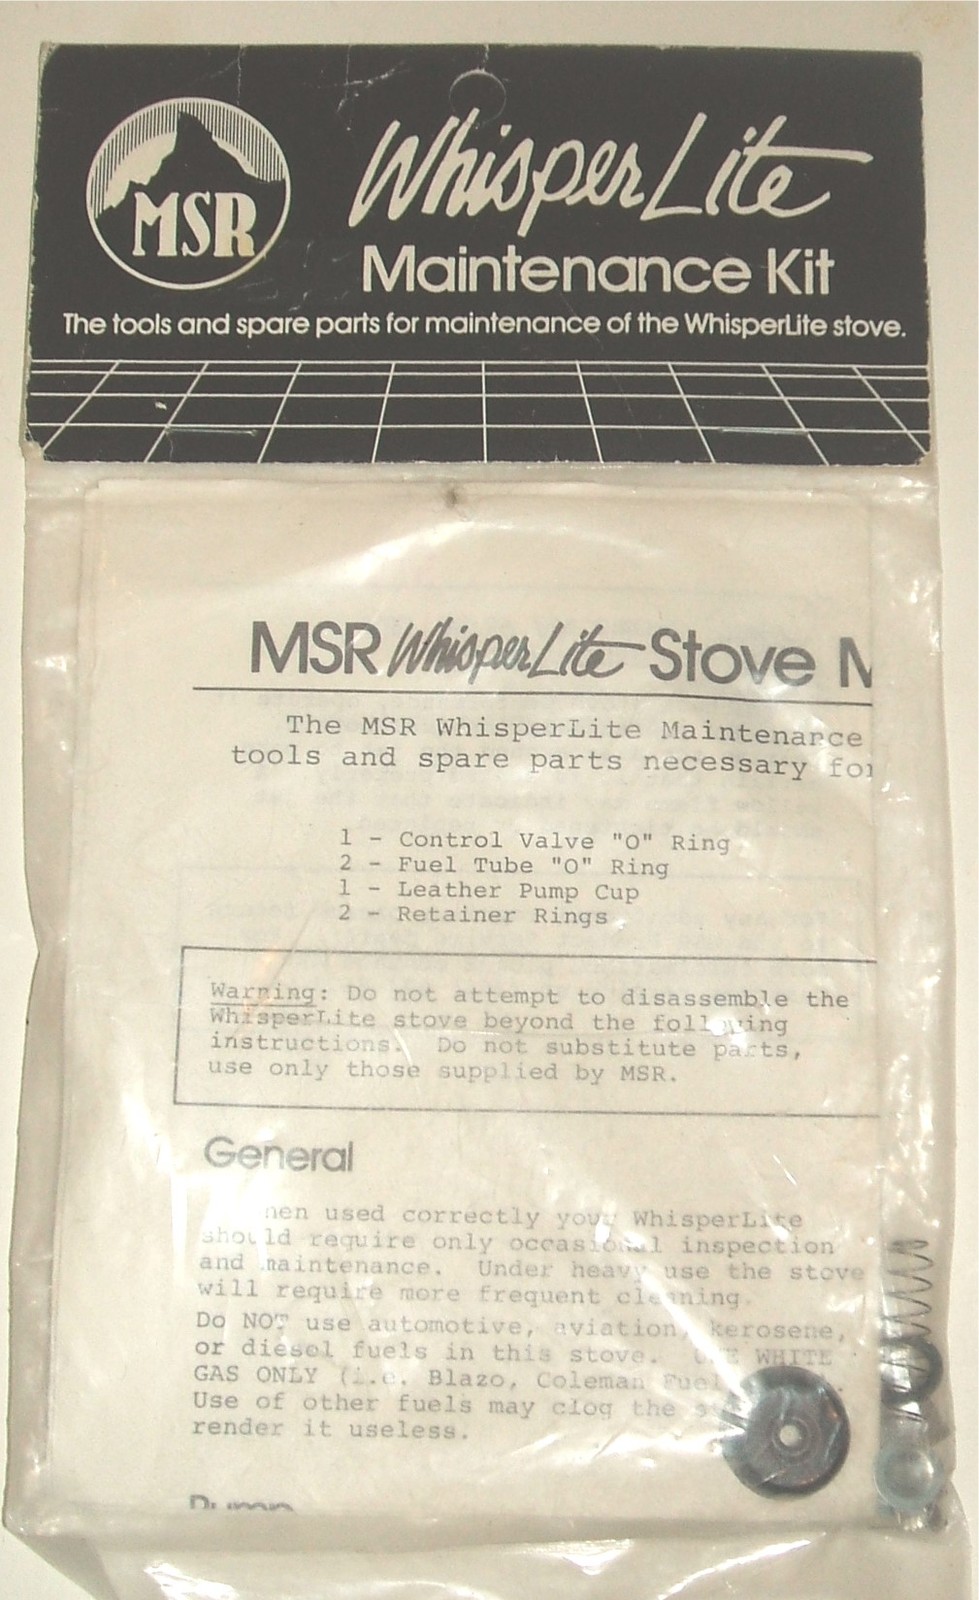 MSR
WhisperLite
Maintenance Kit
The tools and spare parts for maintenance of the WhisperLite stove.
MSR WhisperLite Stove M
The MSR WhisperLite Maintenance
tools and spare parts necessary for
1 - Control Valve "O" Ring
2 - Fuel Tube "O" Ring
1 - Leather Pump Cup
2 - Retainer Rings
Warning: Do not attempt to disassemble the
WhisperLite stove beyond the following
instructions. Do not substitute parts,
use only those supplied by MSR.
General
hen used correctly your WhisperLite
should require only occasional inspection
and maintenance. Under heavy use the stove
will require more frequent cleaning.
Do NOT use automotive, aviation, kerosene,
or diesel fuels in this stove. WHITE
GAS ONLY (i.e. Blazo, Coleman Fuel
Use of other fuels may clog the
render it useless.
Pump